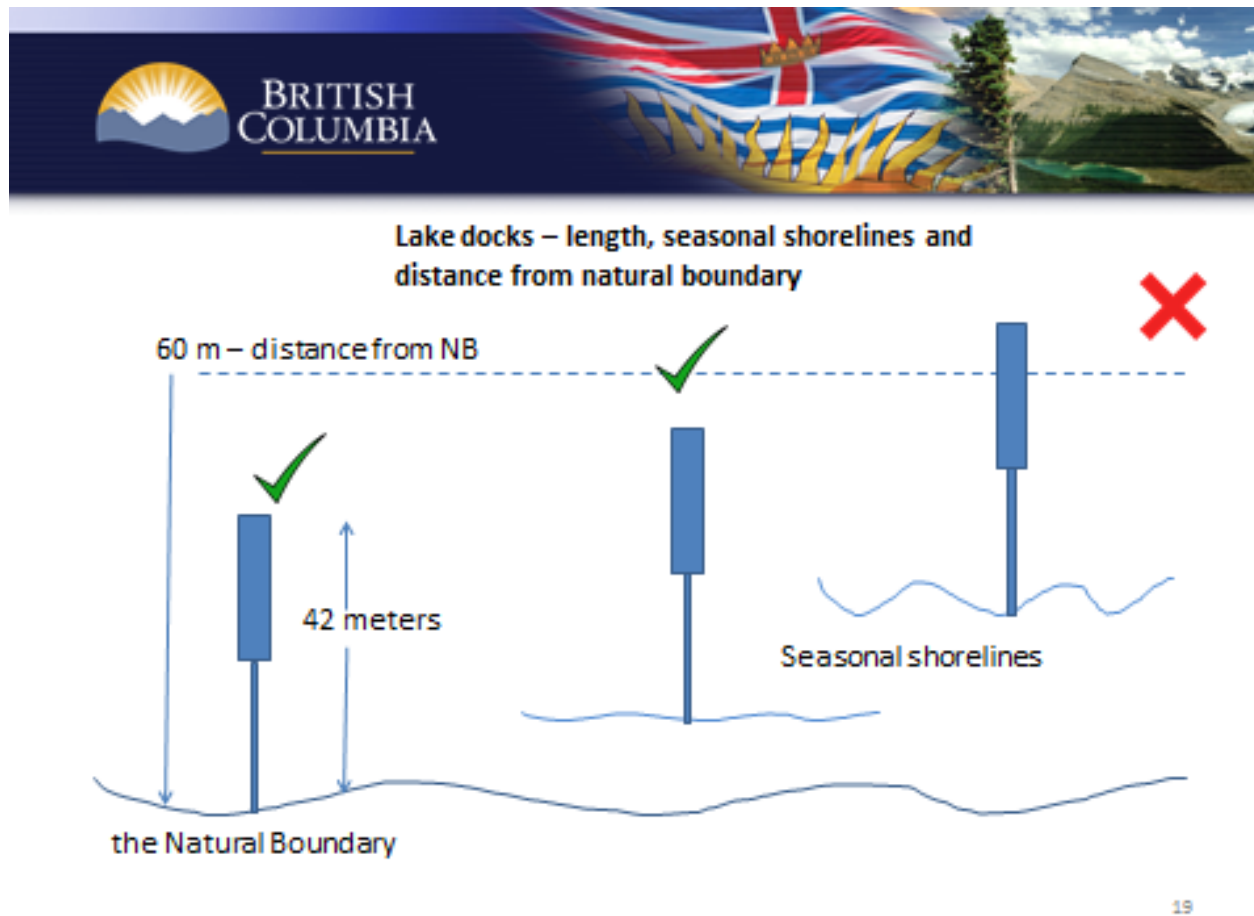 BRITISH
COLUMBIA
Lake docks – length, seasonal shorelines and
distance from natural boundary
60 m – distance from NB
42 meters
Seasonal shorelines
the Natural Boundary
19